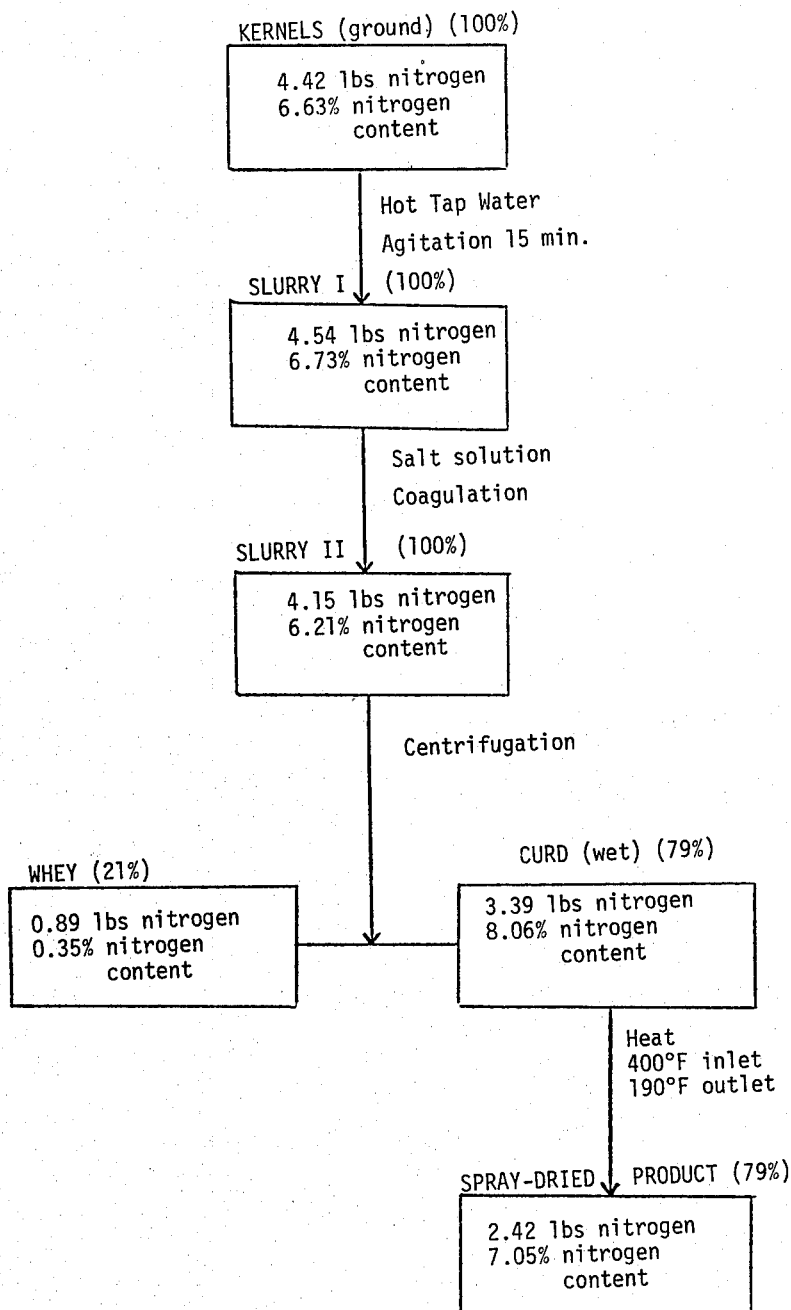 KERNELS (ground) (100%)
4.42 lbs nitrogen
6.63% nitrogen
content
Hot Tap Water
Agitation 15 min.
SLURRY I (100%)
4.54 lbs nitrogen
6.73% nitrogen
content
Salt solution
Coagulation
SLURRY II (100%)
4.15 lbs nitrogen
6.21% nitrogen
content
Centrifugation
WHEY (21%)
0.89 lbs nitrogen
0.35% nitrogen
content
CURD (wet) (79%)
3.39 lbs nitrogen
8.06% nitrogen
content
Heat
400°F inlet
190°F outlet
SPRAY-DRIED PRODUCT (79%)
2.42 lbs nitrogen
7.05% nitrogen
content